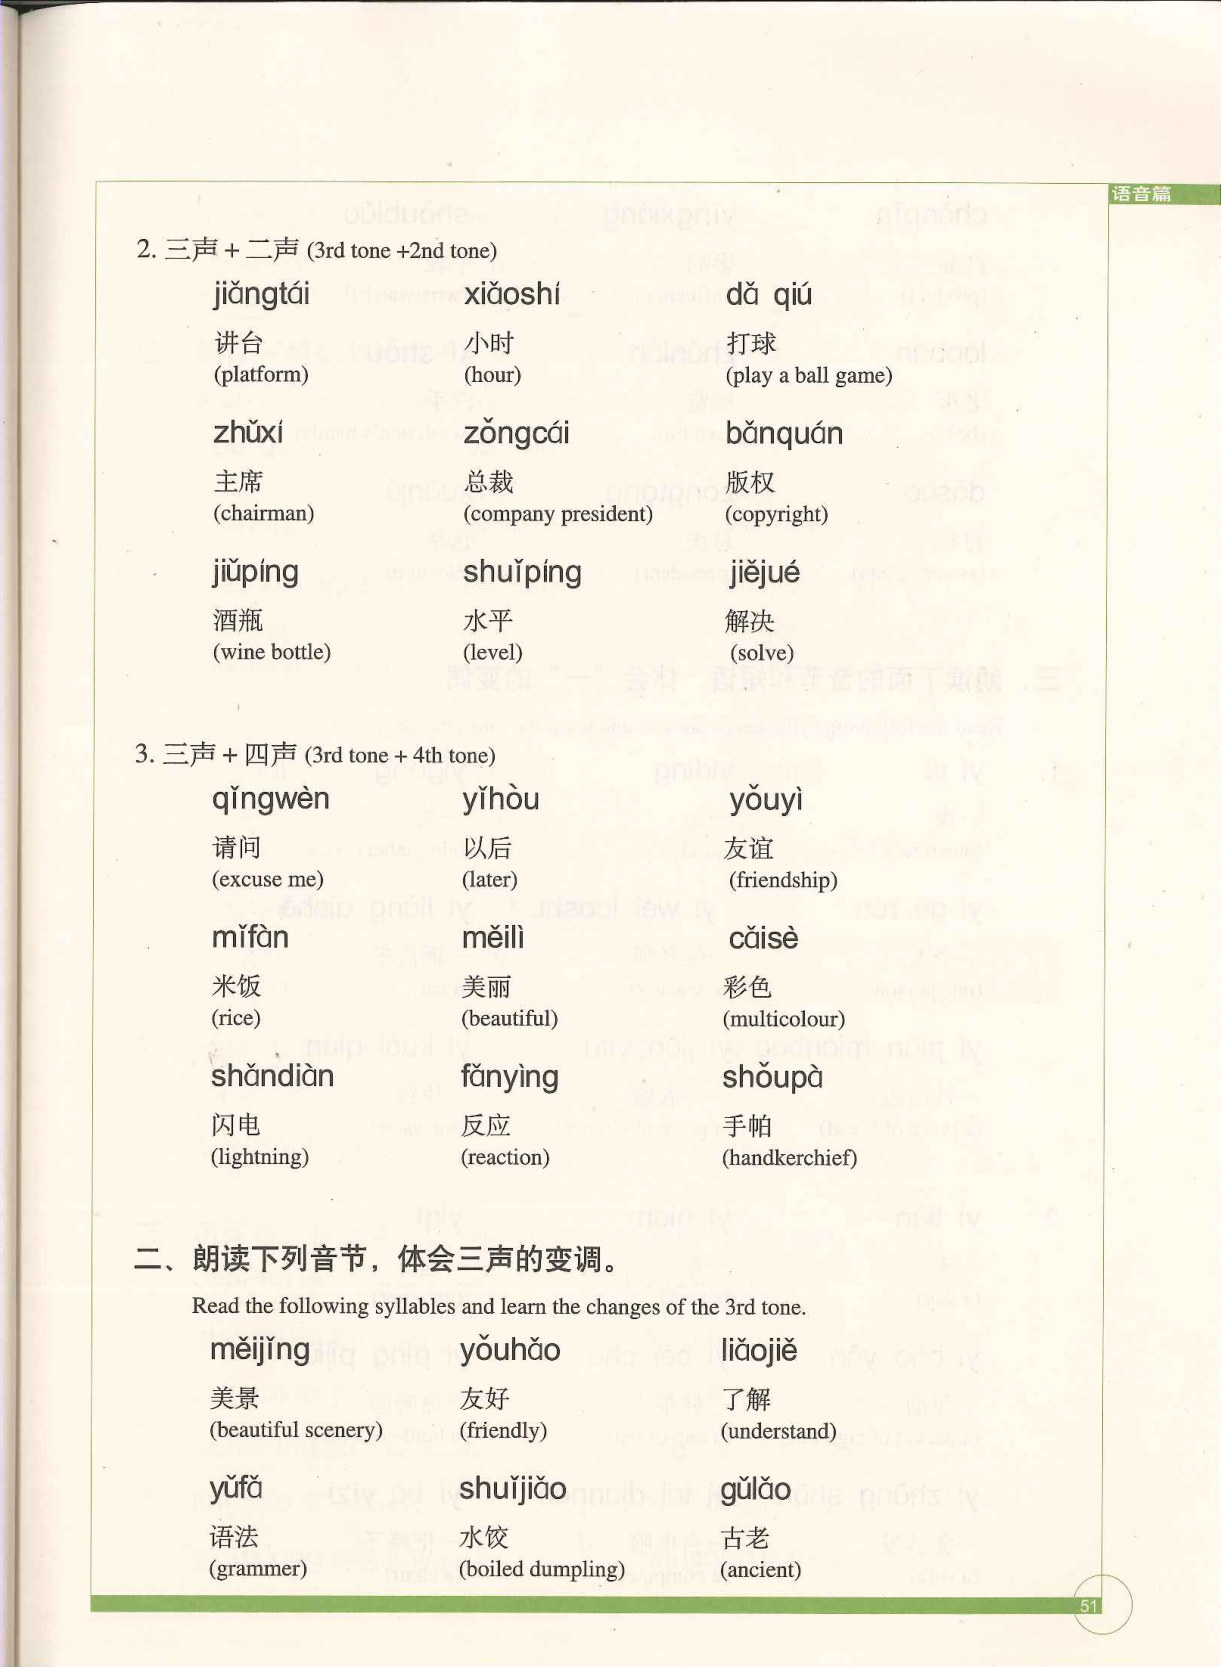 语音篇
2. 三声 + 二声 (3rd tone +2nd tone)
jiǎngtái xiǎoshí dǎ qiú
讲台 小时 打球
(platform) (hour) (play a ball game)
zhǔxí zǒngcái bǎnquán
主席 总裁 版权
(chairman) (company president) (copyright)
jiǔpíng shuǐpíng jiějué
酒瓶 水平 解决
(wine bottle) (level) (solve)
3. 三声 + 四声 (3rd tone + 4th tone)
qǐngwèn yǐhòu yǒuyì
请问 以后 友谊
(excuse me) (later) (friendship)
mǐfàn měilì cǎisè
米饭 美丽 彩色
(rice) (beautiful) (multicolour)
shǎndiàn fǎnyìng shǒupà
闪电 反应 手帕
(lightning) (reaction) (handkerchief)
二、朗读下列音节，体会三声的变调。
Read the following syllables and learn the changes of the 3rd tone.
měijǐng yǒuhǎo liǎojiě
美景 友好 了解
(beautiful scenery) (friendly) (understand)
yǔfǎ shuǐjiǎo gǔlǎo
语法 水饺 古老
(grammer) (boiled dumpling) (ancient)
51